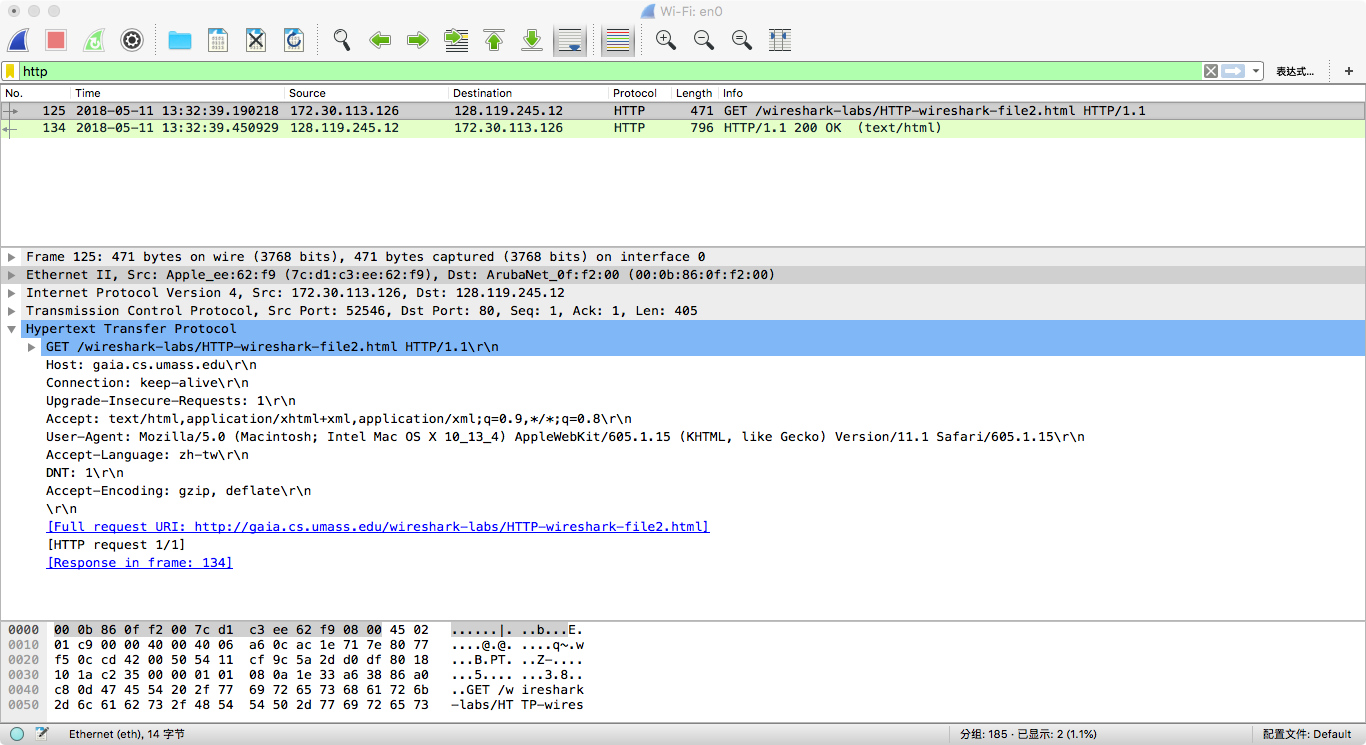 Wi-Fi: en0
http 表达式… +
No. Time Source Destination Protocol Length Info
125 2018-05-11 13:32:39.190218 172.30.113.126 128.119.245.12 HTTP 471 GET /wireshark-labs/HTTP-wireshark-file2.html HTTP/1.1
134 2018-05-11 13:32:39.450929 128.119.245.12 172.30.113.126 HTTP 796 HTTP/1.1 200 OK (text/html)
Frame 125: 471 bytes on wire (3768 bits), 471 bytes captured (3768 bits) on interface 0
Ethernet II, Src: Apple_ee:62:f9 (7c:d1:c3:ee:62:f9), Dst: ArubaNet_0f:f2:00 (00:0b:86:0f:f2:00)
Internet Protocol Version 4, Src: 172.30.113.126, Dst: 128.119.245.12
Transmission Control Protocol, Src Port: 52546, Dst Port: 80, Seq: 1, Ack: 1, Len: 405
Hypertext Transfer Protocol
GET /wireshark-labs/HTTP-wireshark-file2.html HTTP/1.1\r\n
Host: gaia.cs.umass.edu\r\n
Connection: keep-alive\r\n
Upgrade-Insecure-Requests: 1\r\n
Accept: text/html,application/xhtml+xml,application/xml;q=0.9,*/*;q=0.8\r\n
User-Agent: Mozilla/5.0 (Macintosh; Intel Mac OS X 10_13_4) AppleWebKit/605.1.15 (KHTML, like Gecko) Version/11.1 Safari/605.1.15\r\n
Accept-Language: zh-tw\r\n
DNT: 1\r\n
Accept-Encoding: gzip, deflate\r\n
\r\n
[Full request URI: http://gaia.cs.umass.edu/wireshark-labs/HTTP-wireshark-file2.html]
[HTTP request 1/1]
[Response in frame: 134]
0000 00 0b 86 0f f2 00 7c d1 c3 ee 62 f9 08 00 45 02 ......|. ..b...E.
0010 01 c9 00 00 40 00 40 06 a6 0c ac 1e 71 7e 80 77 ....@.@. ....q~.w
0020 f5 0c cd 42 00 50 54 11 cf 9c 5a 2d d0 df 80 18 ...B.PT. ..Z-....
0030 10 1a c2 35 00 00 01 01 08 0a 1e 33 a6 38 86 a0 ...5.... ...3.8..
0040 c8 0d 47 45 54 20 2f 77 69 72 65 73 68 61 72 6b ..GET /w ireshark
0050 2d 6c 61 62 73 2f 48 54 54 50 2d 77 69 72 65 73 -labs/HT TP-wires
Ethernet (eth), 14 字节 分组: 185 · 已显示: 2 (1.1%) 配置文件: Default